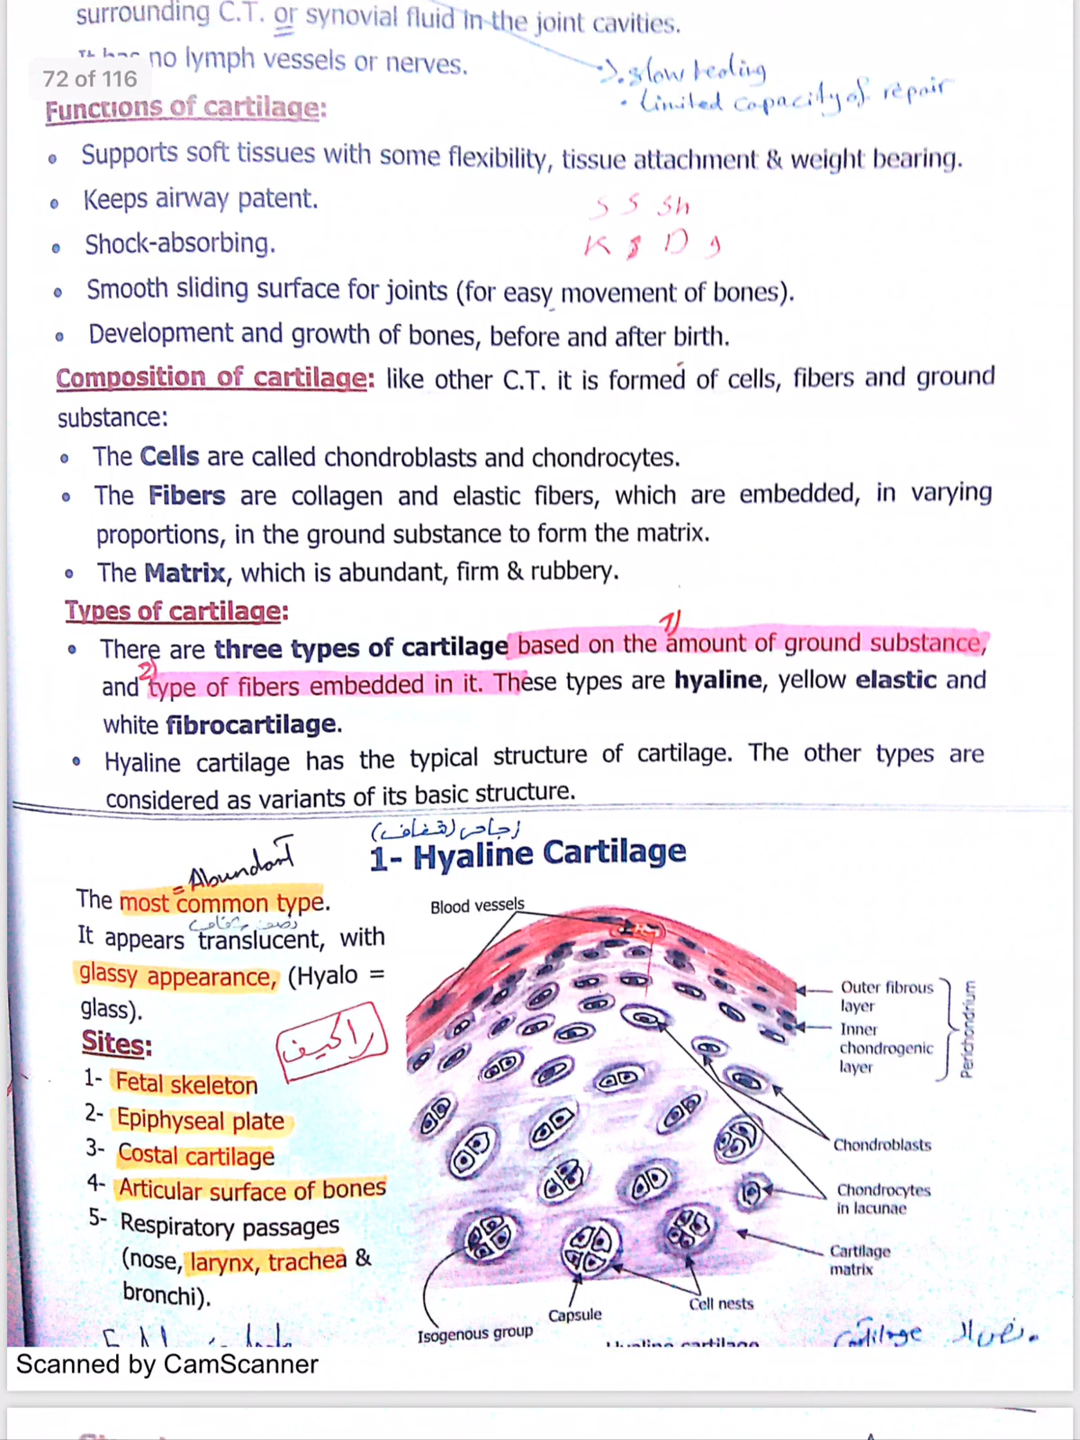 surrounding C.T. or synovial fluid in the joint cavities.
no lymph vessels or nerves.
72 of 116
slow healing
limited capacity of repair
Functions of cartilage:
• Supports soft tissues with some flexibility, tissue attachment & weight bearing.
• Keeps airway patent.
S S Sh
• Shock-absorbing.
• Smooth sliding surface for joints (for easy movement of bones).
• Development and growth of bones, before and after birth.
Composition of cartilage: like other C.T. it is formed of cells, fibers and ground
substance:
• The Cells are called chondroblasts and chondrocytes.
• The Fibers are collagen and elastic fibers, which are embedded, in varying
proportions, in the ground substance to form the matrix.
• The Matrix, which is abundant, firm & rubbery.
Types of cartilage:
1)
• There are three types of cartilage based on the amount of ground substance,
2)
and type of fibers embedded in it. These types are hyaline, yellow elastic and
white fibrocartilage.
• Hyaline cartilage has the typical structure of cartilage. The other types are
considered as variants of its basic structure.
زجاجى (شفاف)
1- Hyaline Cartilage
= Abundant
The most common type.
It appears translucent, with
glassy appearance, (Hyalo =
glass).
Sites:
1- Fetal skeleton
2- Epiphyseal plate
3- Costal cartilage
4- Articular surface of bones
5- Respiratory passages
(nose, larynx, trachea &
bronchi).
Blood vessels
Outer fibrous
layer
Inner
chondrogenic
layer
Perichondrium
Chondroblasts
Chondrocytes
in lacunae
Cartilage
matrix
Cell nests
Capsule
Isogenous group
Hyaline cartilage
Cartilage
Scanned by CamScanner